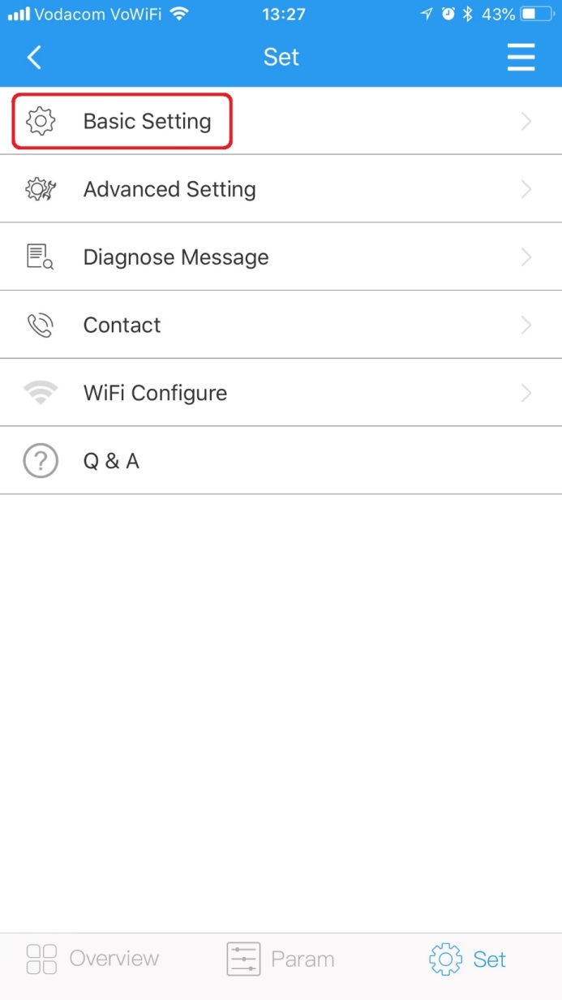 Vodacom VoWiFi 13:27 43%
Set
Basic Setting
Advanced Setting
Diagnose Message
Contact
WiFi Configure
? Q & A
Overview Param Set